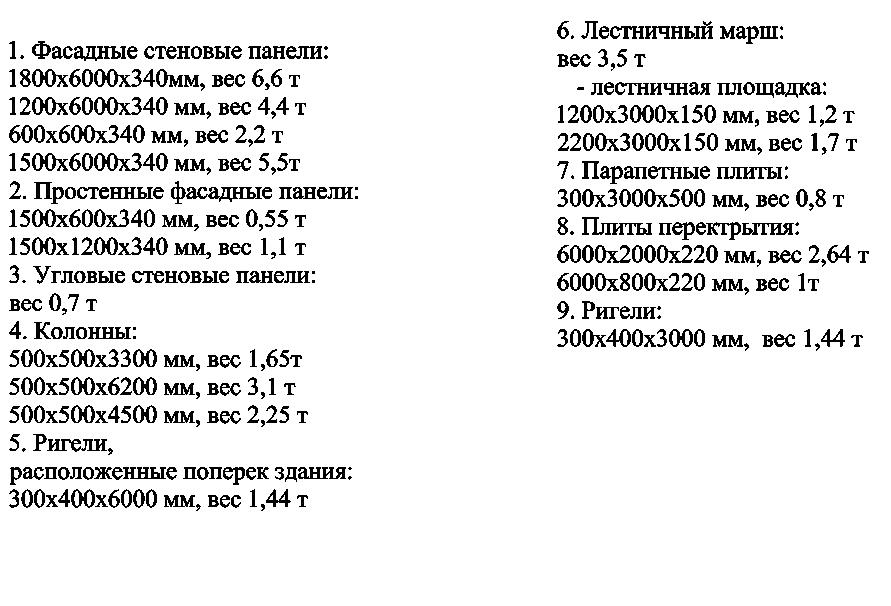 1. Фасадные стеновые панели:
1800х6000х340мм, вес 6,6 т
1200х6000х340 мм, вес 4,4 т
600х600х340 мм, вес 2,2 т
1500х6000х340 мм, вес 5,5т
2. Простенные фасадные панели:
1500х600х340 мм, вес 0,55 т
1500х1200х340 мм, вес 1,1 т
3. Угловые стеновые панели:
вес 0,7 т
4. Колонны:
500х500х3300 мм, вес 1,65т
500х500х6200 мм, вес 3,1 т
500х500х4500 мм, вес 2,25 т
5. Ригели,
расположенные поперек здания:
300х400х6000 мм, вес 1,44 т
6. Лестничный марш:
вес 3,5 т
- лестничная площадка:
1200х3000х150 мм, вес 1,2 т
2200х3000х150 мм, вес 1,7 т
7. Парапетные плиты:
300х3000х500 мм, вес 0,8 т
8. Плиты перектрытия:
6000х2000х220 мм, вес 2,64 т
6000х800х220 мм, вес 1т
9. Ригели:
300х400х3000 мм, вес 1,44 т